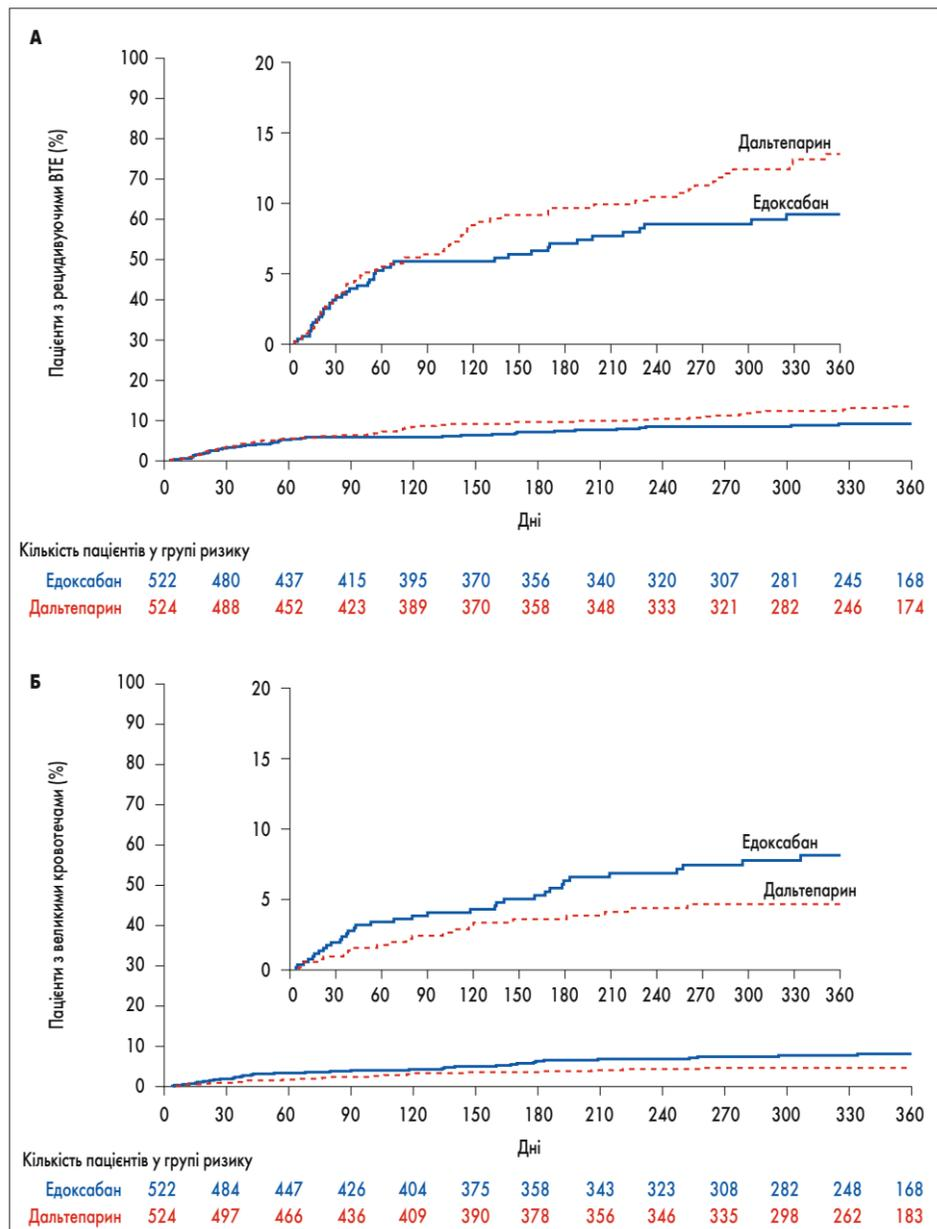 А
Пацієнти з рецидивуючими ВТЕ (%)
100
90
80
70
60
50
40
30
20
10
0
20
15
10
5
0
Дальтепарин
Едоксабан
0 30 60 90 120 150 180 210 240 270 300 330 360
0 30 60 90 120 150 180 210 240 270 300 330 360
Дні
Кількість пацієнтів у групі ризику
Едоксабан 522 480 437 415 395 370 356 340 320 307 281 245 168
Дальтепарин 524 488 452 423 389 370 358 348 333 321 282 246 174
Б
Пацієнти з великими кровотечами (%)
100
90
80
70
60
50
40
30
20
10
0
20
15
10
5
0
Едоксабан
Дальтепарин
0 30 60 90 120 150 180 210 240 270 300 330 360
0 30 60 90 120 150 180 210 240 270 300 330 360
Дні
Кількість пацієнтів у групі ризику
Едоксабан 522 484 447 426 404 375 358 343 323 308 282 248 168
Дальтепарин 524 497 466 436 409 390 378 356 346 335 298 262 183